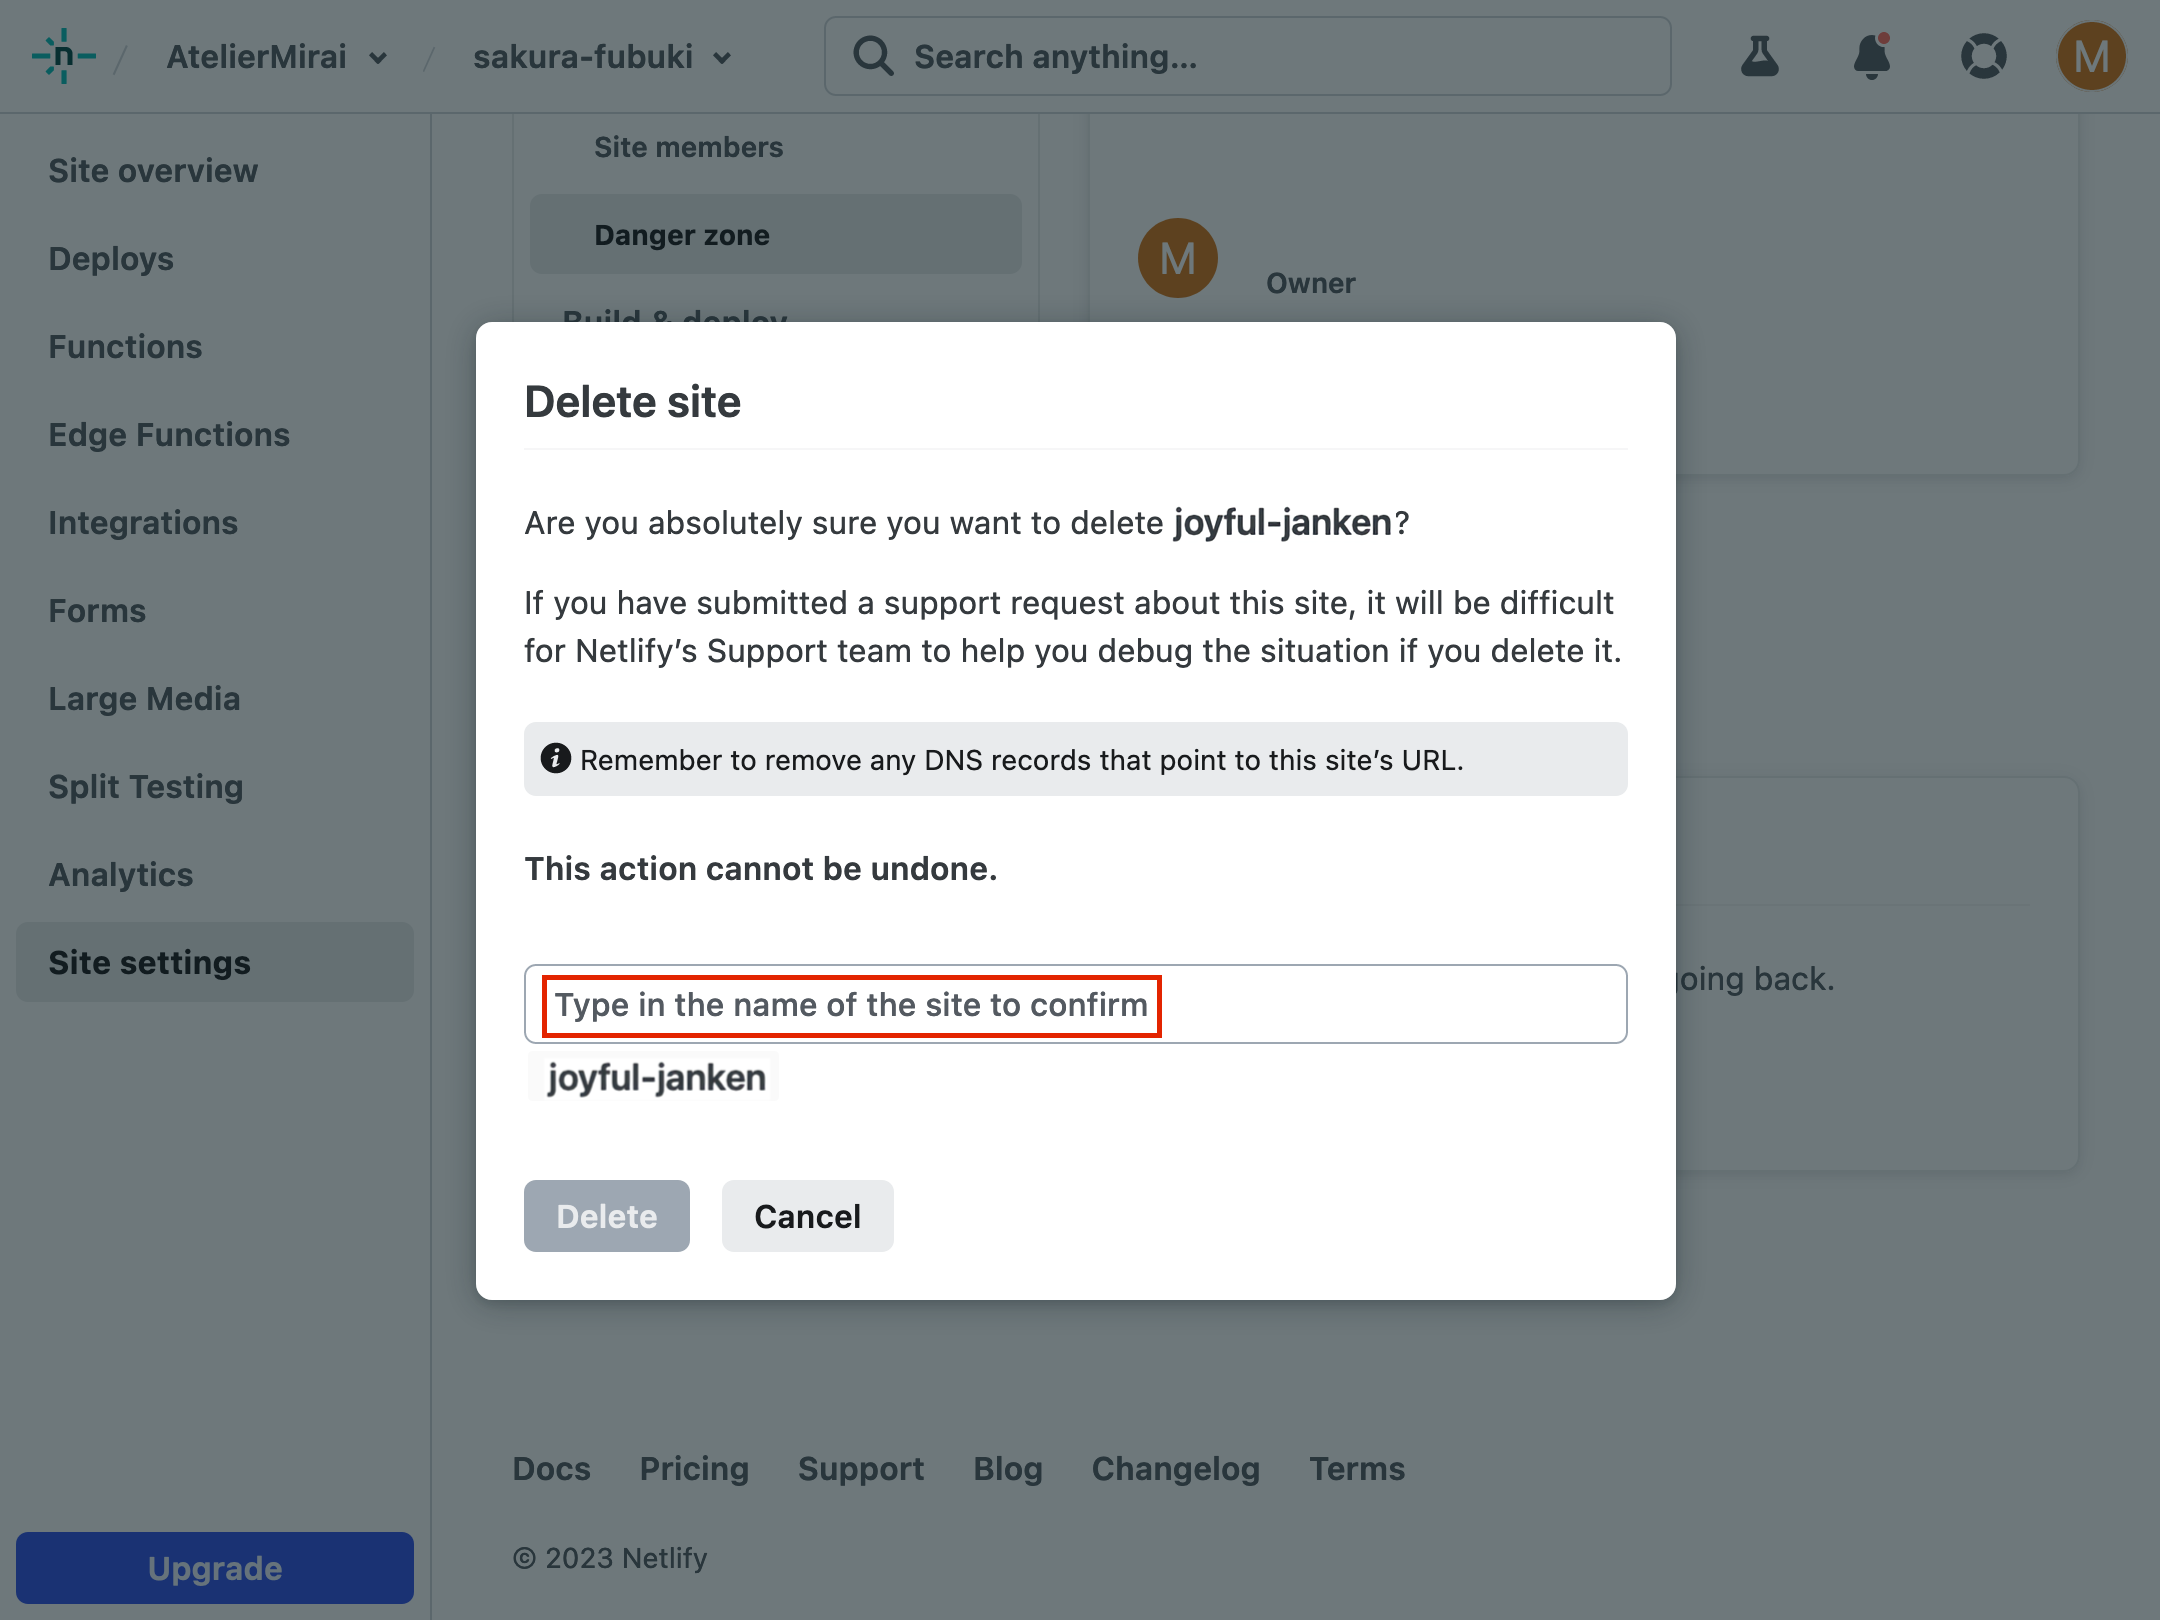 n / AtelierMirai / sakura-fubuki
Search anything...
M
Site overview
Deploys
Functions
Edge Functions
Integrations
Forms
Large Media
Split Testing
Analytics
Site settings
Upgrade
Site members
Danger zone
Build & deploy
M
Owner
Delete site
Are you absolutely sure you want to delete joyful-janken?
If you have submitted a support request about this site, it will be difficult
for Netlify’s Support team to help you debug the situation if you delete it.
Remember to remove any DNS records that point to this site’s URL.
This action cannot be undone.
Type in the name of the site to confirm
joyful-janken
Delete Cancel
back.
Docs Pricing Support Blog Changelog Terms
© 2023 Netlify